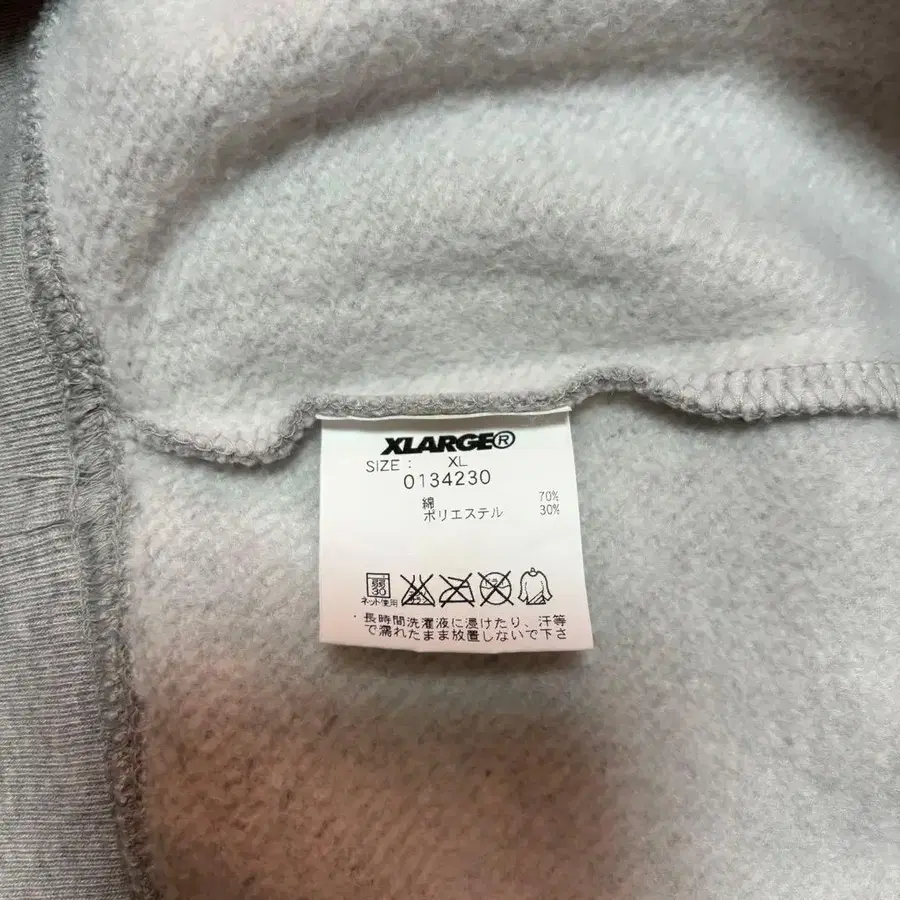 XLARGE®
SIZE : XL
0134230
綿 70%
ポリエステル 30%
弱
30
ネット使用
・長時間洗濯液に浸けたり、汗等
で濡れたまま放置しないで下さ